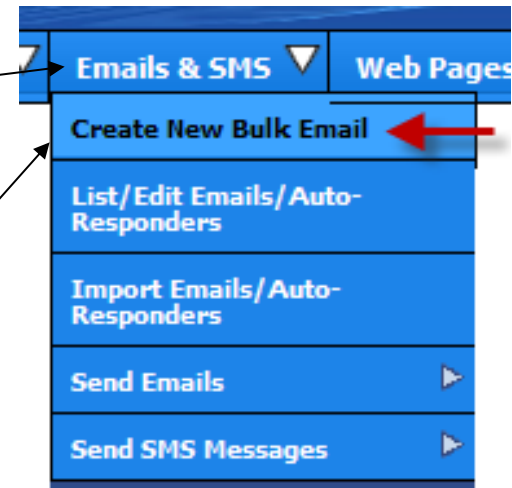 Emails & SMS Web Pages
Create New Bulk Email
List/Edit Emails/Auto-
Responders
Import Emails/Auto-
Responders
Send Emails
Send SMS Messages